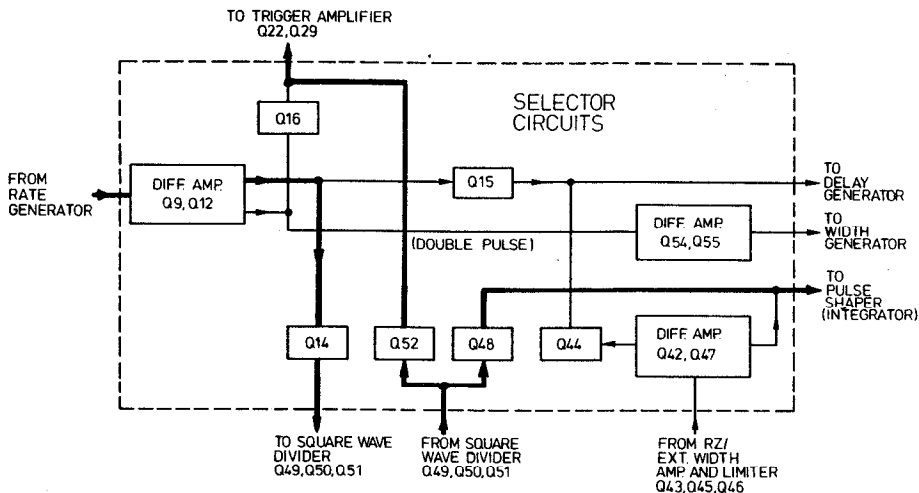 TO TRIGGER AMPLIFIER
Q22,Q29
SELECTOR
CIRCUITS
Q16
FROM
RATE
GENERATOR
DIFF. AMP.
Q9,Q12
Q15
TO
DELAY
GENERATOR
(DOUBLE PULSE)
DIFF. AMP.
Q54,Q55
TO
WIDTH
GENERATOR
TO
PULSE
SHAPER
(INTEGRATOR)
Q14
Q52
Q48
Q44
DIFF. AMP.
Q42,Q47
TO SQUARE WAVE
DIVIDER
Q49,Q50,Q51
FROM SQUARE
WAVE DIVIDER
Q49,Q50,Q51
FROM RZ/
EXT. WIDTH
AMP. AND LIMITER
Q43,Q45,Q46